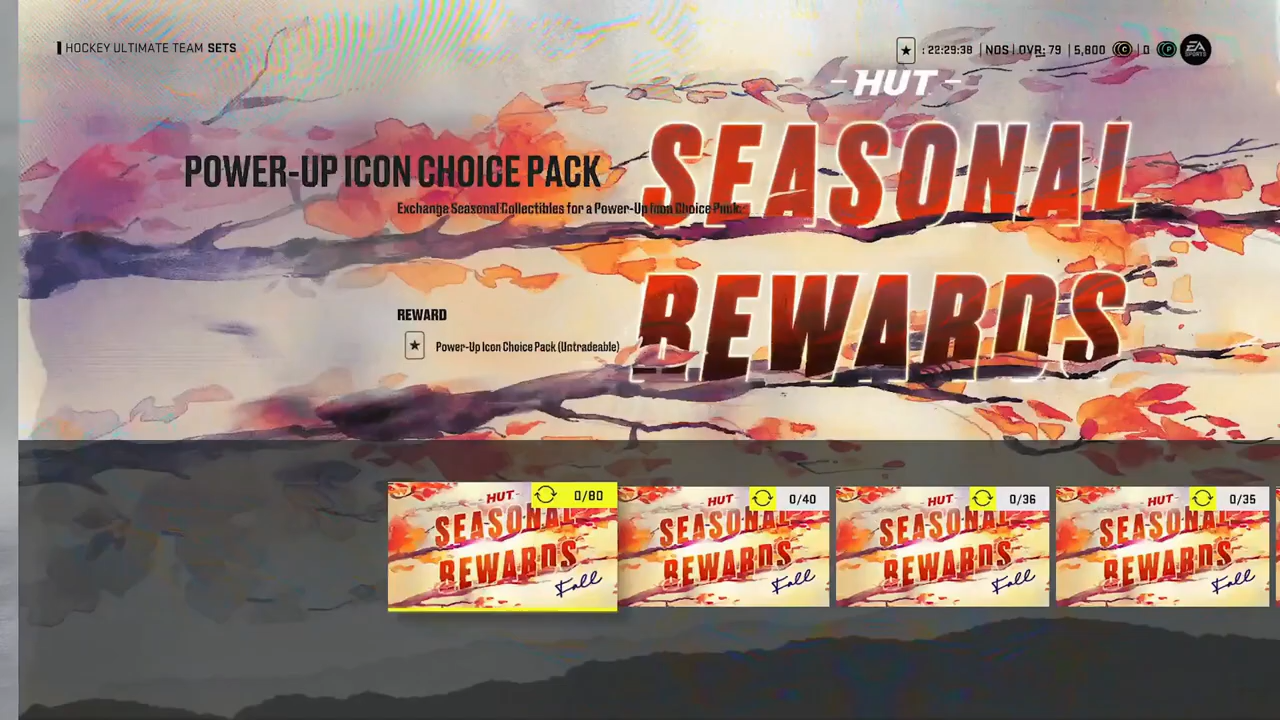 HOCKEY ULTIMATE TEAM SETS
: 22:29:38 | NOS | OVR: 79 | 5,800 C | 0 P EA SPORTS
-HUT-
SEASONAL
REWARDS
POWER-UP ICON CHOICE PACK
Exchange Seasonal Collectibles for a Power-Up Icon Choice Pack.
REWARD
Power-Up Icon Choice Pack (Untradeable)
HUT 0/80
SEASONAL
REWARDS
Fall
HUT 0/40
SEASONAL
REWARDS
Fall
HUT 0/36
SEASONAL
REWARDS
Fall
HUT 0/35
SEASONAL
REWARDS
Fall